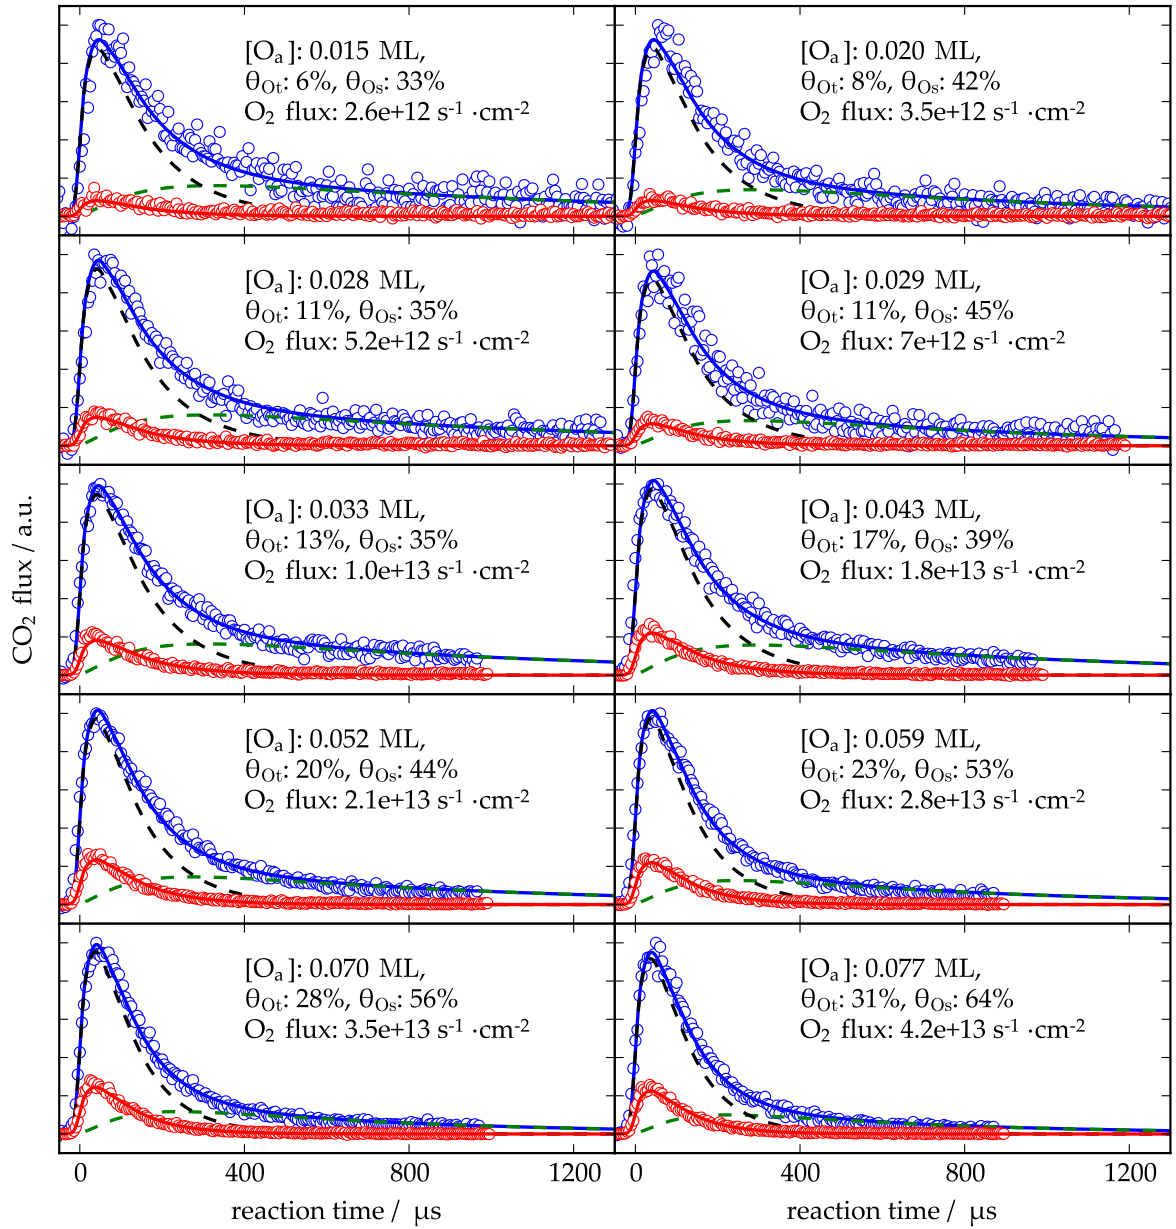 [Oa]: 0.015 ML,
θOt: 6%, θOs: 33%
O2 flux: 2.6e+12 s-1 ·cm-2
[Oa]: 0.020 ML,
θOt: 8%, θOs: 42%
O2 flux: 3.5e+12 s-1 ·cm-2
[Oa]: 0.028 ML,
θOt: 11%, θOs: 35%
O2 flux: 5.2e+12 s-1 ·cm-2
[Oa]: 0.029 ML,
θOt: 11%, θOs: 45%
O2 flux: 7e+12 s-1 ·cm-2
[Oa]: 0.033 ML,
θOt: 13%, θOs: 35%
O2 flux: 1.0e+13 s-1 ·cm-2
[Oa]: 0.043 ML,
θOt: 17%, θOs: 39%
O2 flux: 1.8e+13 s-1 ·cm-2
CO2 flux / a.u.
[Oa]: 0.052 ML,
θOt: 20%, θOs: 44%
O2 flux: 2.1e+13 s-1 ·cm-2
[Oa]: 0.059 ML,
θOt: 23%, θOs: 53%
O2 flux: 2.8e+13 s-1 ·cm-2
[Oa]: 0.070 ML,
θOt: 28%, θOs: 56%
O2 flux: 3.5e+13 s-1 ·cm-2
[Oa]: 0.077 ML,
θOt: 31%, θOs: 64%
O2 flux: 4.2e+13 s-1 ·cm-2
0 400 800 1200
0 400 800 1200
reaction time / μs
reaction time / μs